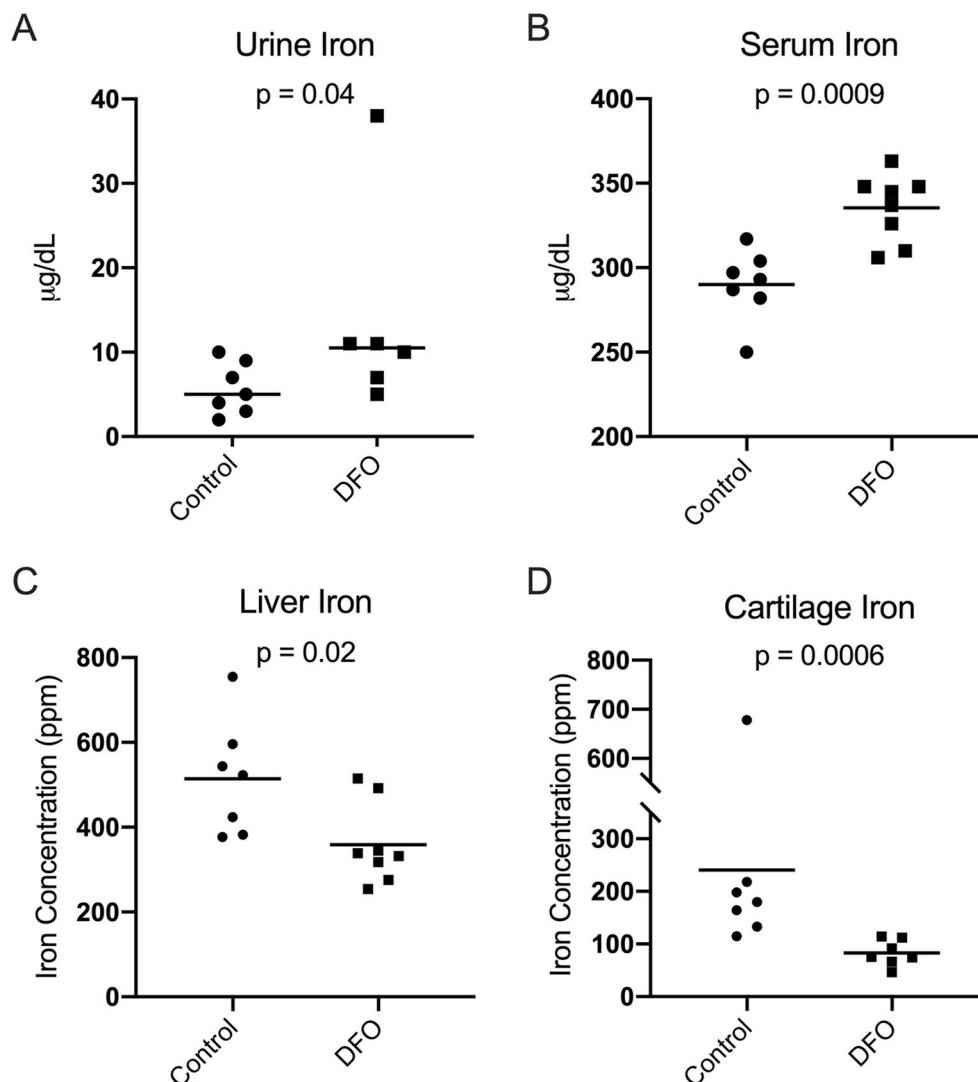 A
Urine Iron
p = 0.04
μg/dL
40
30
20
10
0
Control
DFO
B
Serum Iron
p = 0.0009
μg/dL
400
350
300
250
200
Control
DFO
C
Liver Iron
p = 0.02
Iron Concentration (ppm)
800
600
400
200
0
Control
DFO
D
Cartilage Iron
p = 0.0006
Iron Concentration (ppm)
800
700
600
300
200
100
0
Control
DFO